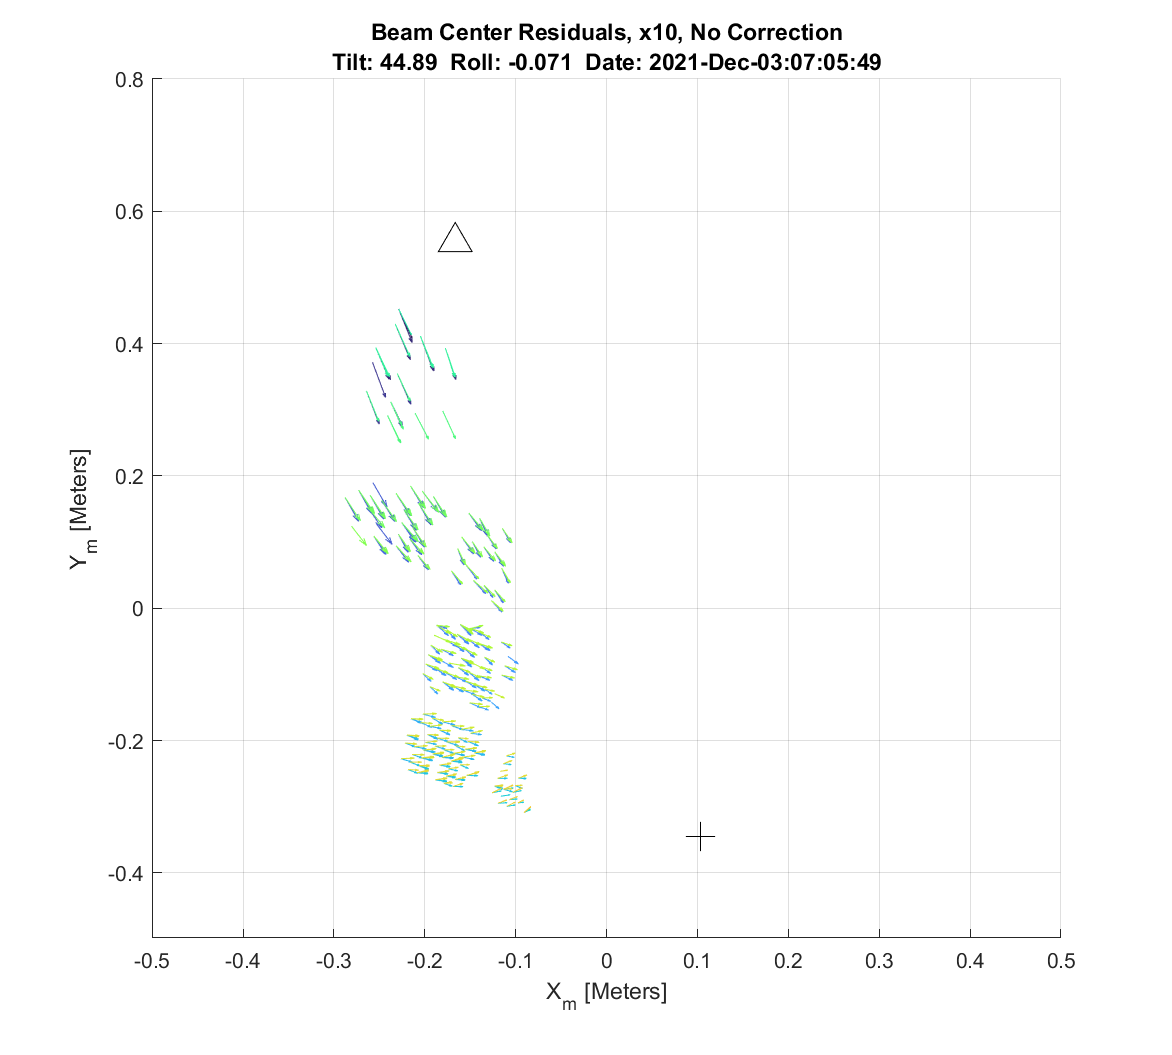 Beam Center Residuals, x10, No Correction
Tilt: 44.89  Roll: -0.071  Date: 2021-Dec-03:07:05:49
0.8
0.6
0.4
0.2
0
-0.2
-0.4
Y_m [Meters]
-0.5 -0.4 -0.3 -0.2 -0.1 0 0.1 0.2 0.3 0.4 0.5
X_m [Meters]